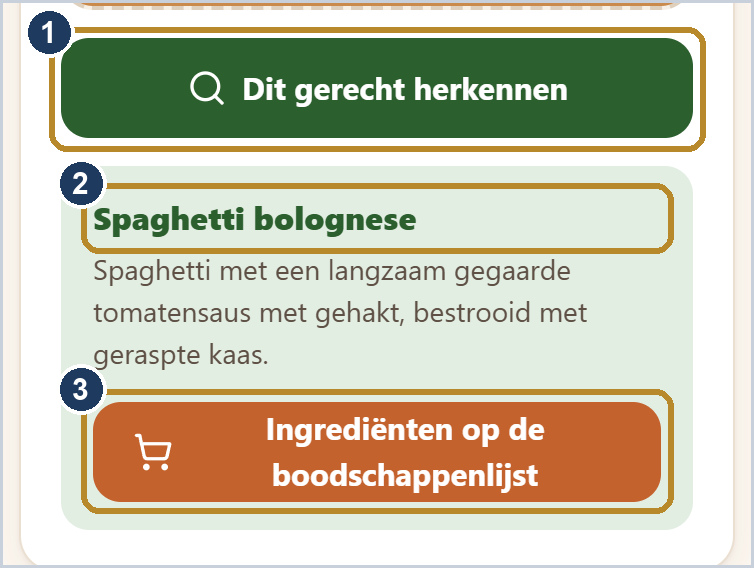 1
Dit gerecht herkennen
2
Spaghetti bolognese
Spaghetti met een langzaam gegaarde
tomatensaus met gehakt, bestrooid met
geraspte kaas.
3
Ingrediënten op de
boodschappenlijst